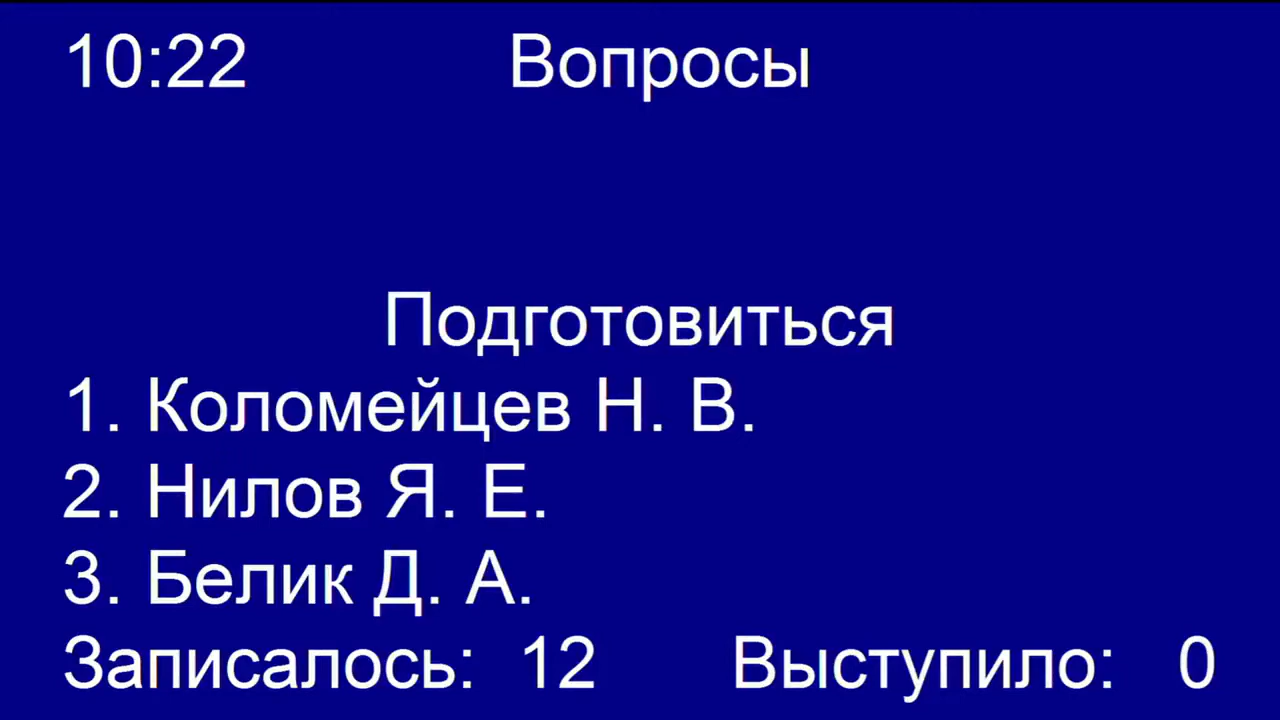 10:22 Вопросы
Подготовиться
1. Коломейцев Н. В.
2. Нилов Я. Е.
3. Белик Д. А.
Записалось: 12 Выступило: 0